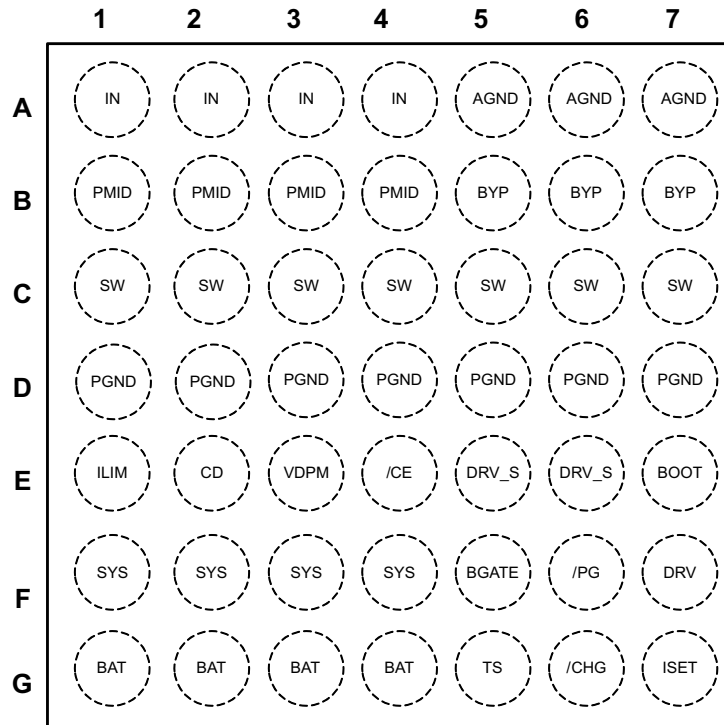 1 2 3 4 5 6 7
A IN IN IN IN AGND AGND AGND
B PMID PMID PMID PMID BYP BYP BYP
C SW SW SW SW SW SW SW
D PGND PGND PGND PGND PGND PGND PGND
E ILIM CD VDPM /CE DRV_S DRV_S BOOT
F SYS SYS SYS SYS BGATE /PG DRV
G BAT BAT BAT BAT TS /CHG ISET